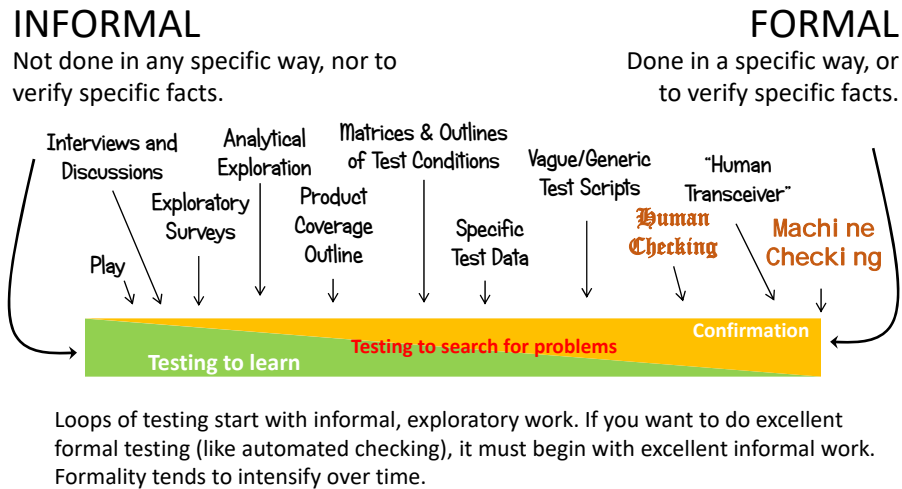 INFORMAL
Not done in any specific way, nor to
verify specific facts.
FORMAL
Done in a specific way, or
to verify specific facts.
Interviews and
Discussions
Analytical
Exploration
Matrices & Outlines
of Test Conditions
Vague/Generic
Test Scripts
"Human
Transceiver"
Play
Exploratory
Surveys
Product
Coverage
Outline
Specific
Test Data
Human
Checking
Machine
Checking
Testing to learn
Testing to search for problems
Confirmation
Loops of testing start with informal, exploratory work. If you want to do excellent
formal testing (like automated checking), it must begin with excellent informal work.
Formality tends to intensify over time.